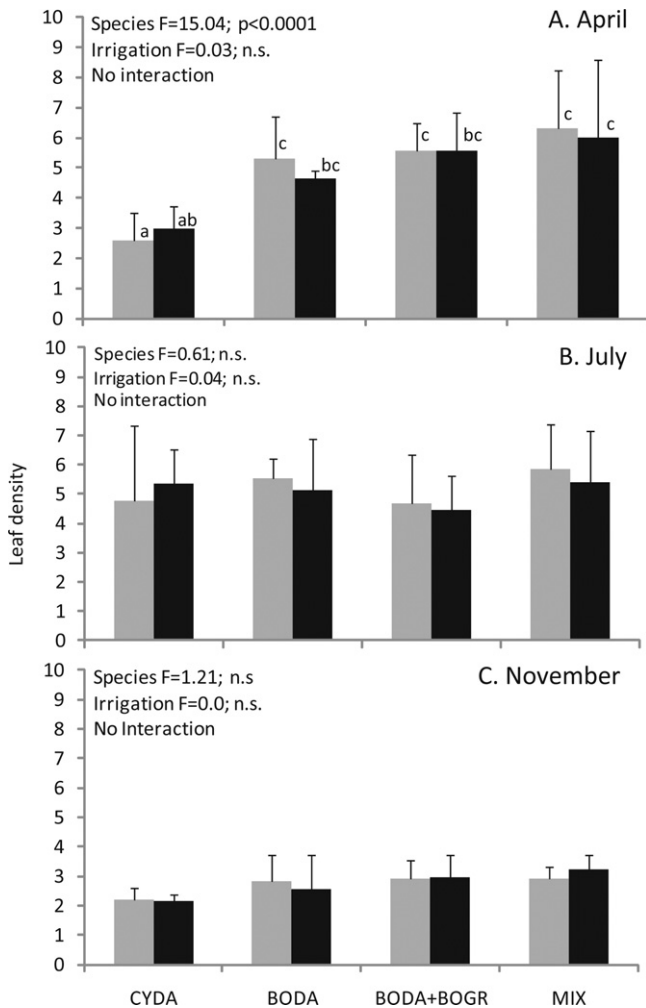 10
9
8
7
6
5
4
3
2
1
0
Species F=15.04; p<0.0001
Irrigation F=0.03; n.s.
No interaction
A. April
a
ab
c
bc
c
bc
c
c
10
9
8
7
6
5
4
3
2
1
0
Species F=0.61; n.s.
Irrigation F=0.04; n.s.
No interaction
B. July
Leaf density
10
9
8
7
6
5
4
3
2
1
0
Species F=1.21; n.s
Irrigation F=0.0; n.s.
No Interaction
C. November
CYDA BODA BODA+BOGR MIX